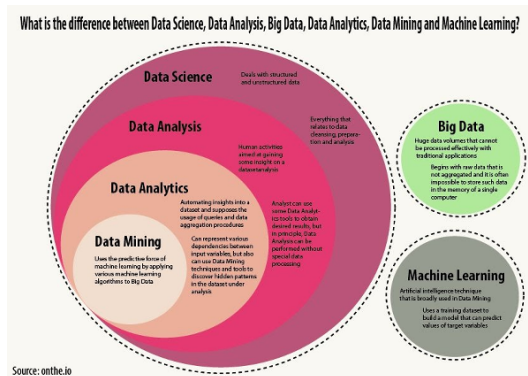 What is the difference between Data Science, Data Analysis, Big Data, Data Analytics, Data Mining and Machine Learning?
Data Science
Deals with structured
and unstructured data
Everything that
relates to data
cleansing, prepara-
tion and analysis
Data Analysis
Human activities
aimed at gaining
some insight on a
dataset analysis
Analyst can use
some Data Analyt-
ics tools to obtain
desired results, but
in principle, Data
Analysis can be
performed without
special data
processing
Data Analytics
Automating insights into a
dataset and supposes the
usage of queries and data
aggregation procedures
Can represent various
dependencies between
input variables, but also
can use Data Mining
techniques and tools to
discover hidden patterns
in the dataset under
analysis
Data Mining
Uses the predictive force of
machine learning by applying
various machine learning
algorithms to Big Data
Big Data
Huge data volumes that cannot
be processed effectively with
traditional applications
Begins with raw data that is
not aggregated and it is often
impossible to store such data
in the memory of a single
computer
Machine Learning
Artificial intelligence technique
that is broadly used in Data Mining
Uses a training dataset to
build a model that can predict
values of target variables
Source: onthe.io